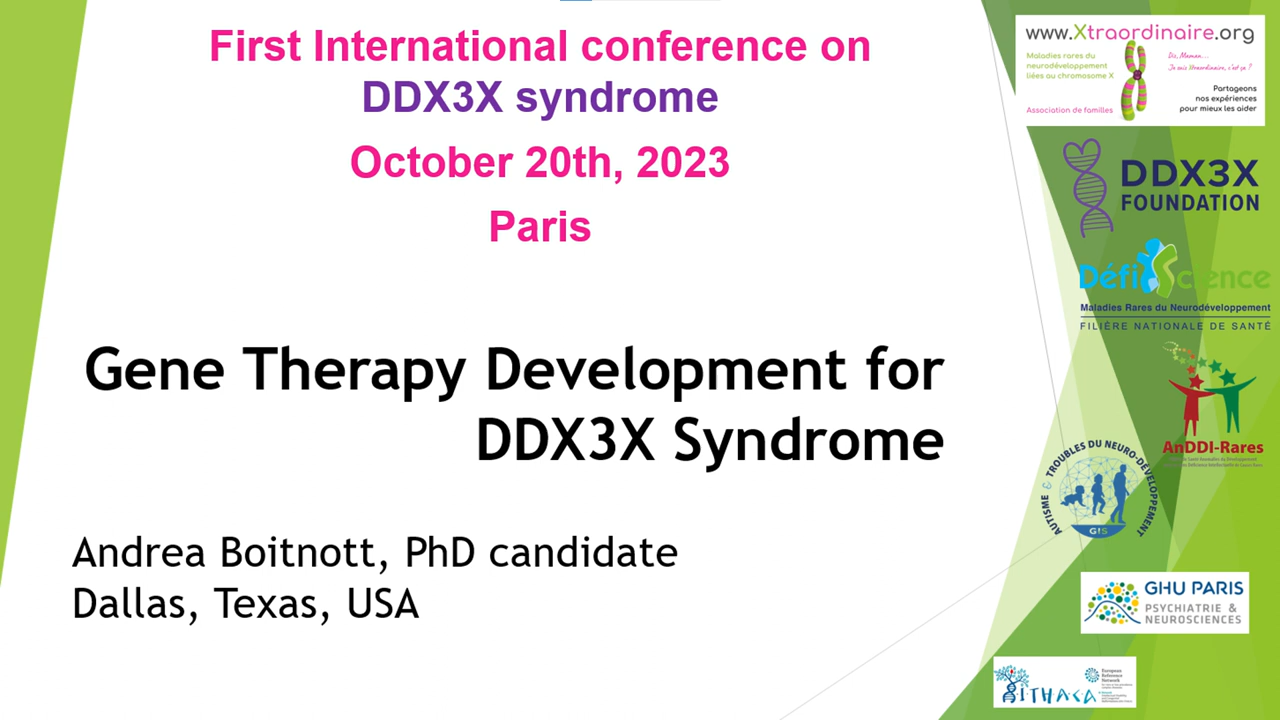 First International conference on
DDX3X syndrome
October 20th, 2023
Paris
Gene Therapy Development for
DDX3X Syndrome
Andrea Boitnott, PhD candidate
Dallas, Texas, USA
www.Xtraordinaire.org
Maladies rares du
neurodéveloppement
liées au chromosome X
Dis, Maman...
Je suis Xtraordinaire, c'est ça ?
Partageons
nos expériences
pour mieux les aider
Association de familles
DDX3X
FOUNDATION
DéfiScience
Maladies Rares du Neurodéveloppement
FILIÈRE NATIONALE DE SANTÉ
AnDDI-Rares
AUTISME & TROUBLES DU NEURO-DÉVELOPPEMENT
GIS
GHU PARIS
PSYCHIATRIE &
NEUROSCIENCES
ITHACA
European
Reference
Network